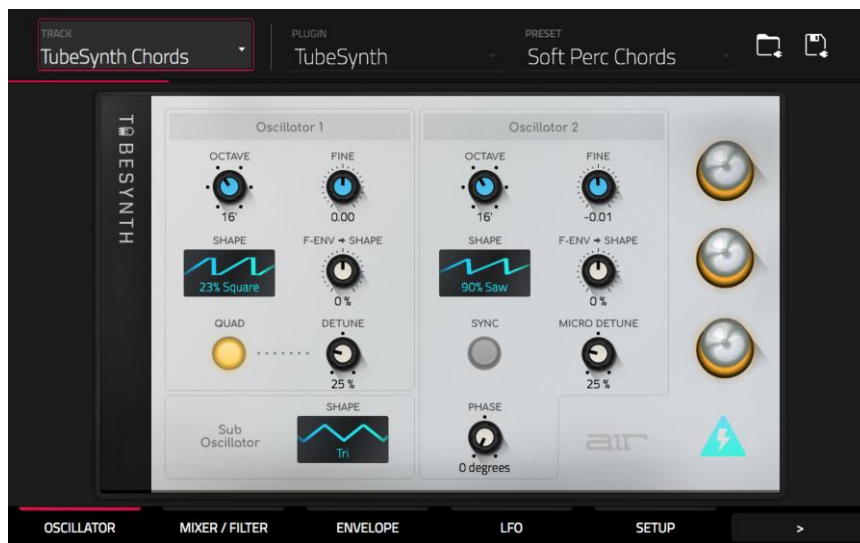 TRACK
TubeSynth Chords
PLUGIN
TubeSynth
PRESET
Soft Perc Chords
TUBESYNTH
Oscillator 1
OCTAVE
16'
FINE
0.00
SHAPE
23% Square
F-ENV → SHAPE
0 %
QUAD
DETUNE
25 %
Sub
Oscillator
SHAPE
Tri
Oscillator 2
OCTAVE
16'
FINE
-0.01
SHAPE
90% Saw
F-ENV → SHAPE
0 %
SYNC
MICRO DETUNE
25 %
PHASE
0 degrees
air
OSCILLATOR
MIXER / FILTER
ENVELOPE
LFO
SETUP
>